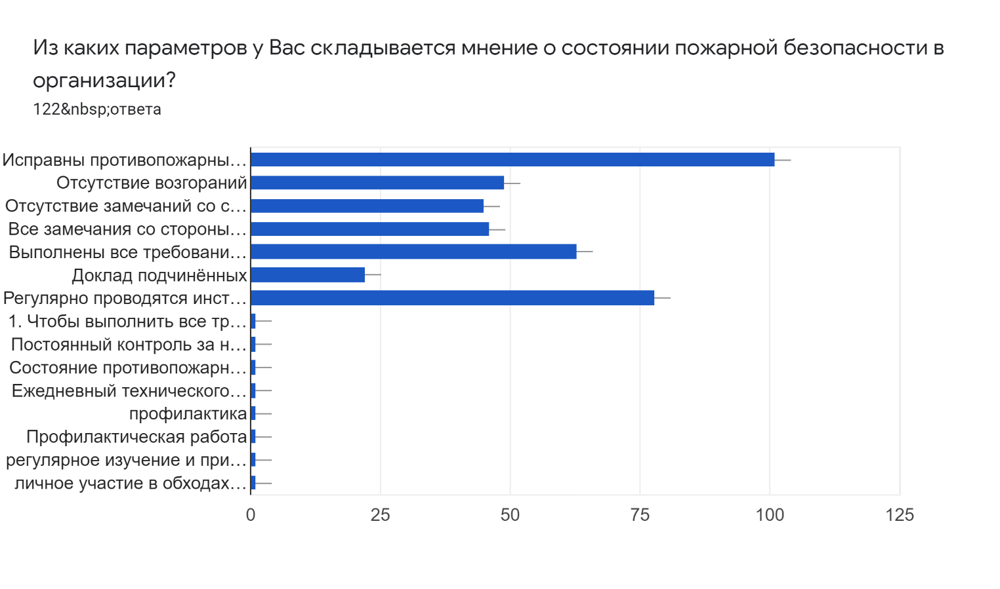 Из каких параметров у Вас складывается мнение о состоянии пожарной безопасности в
организации?
122&nbsp;ответа
Исправны противопожарны…
Отсутствие возгораний
Отсутствие замечаний со с…
Все замечания со стороны…
Выполнены все требовани…
Доклад подчинённых
Регулярно проводятся инст…
1. Чтобы выполнить все тр…
Постоянный контроль за н…
Состояние противопожарн…
Ежедневный технического…
профилактика
Профилактическая работа
регулярное изучение и при…
личное участие в обходах…
0 25 50 75 100 125